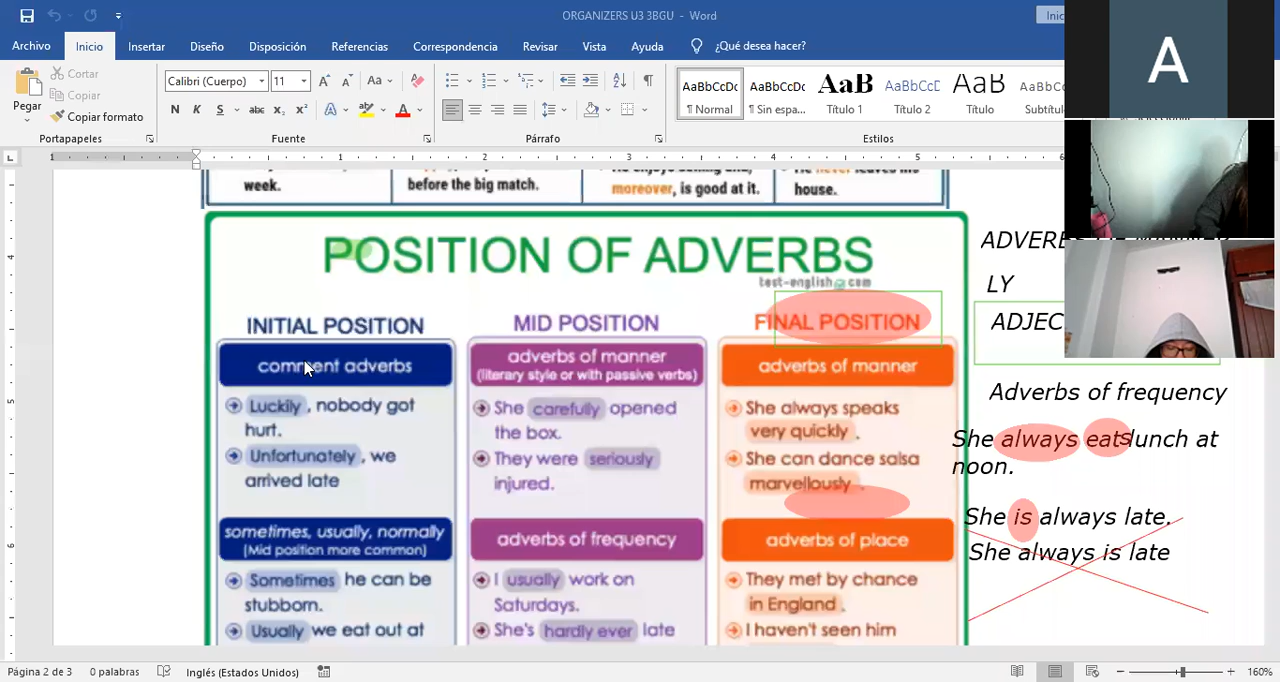 ORGANIZERS U3 3BGU - Word
Inic
Archivo Inicio Insertar Diseño Disposición Referencias Correspondencia Revisar Vista Ayuda ¿Qué desea hacer?
Pegar
Cortar
Copiar
Copiar formato
Portapapeles
Calibri (Cuerpo) 11
N K S abc x₂ x²
Fuente
Párrafo
AaBbCcDc AaBbCcDc AaB AaBbCcD AaB AaBbCcD
¶ Normal ¶ Sin espa... Título 1 Título 2 Título Subtítul
Estilos
week.
before the big match.
moreover, is good at it.
house.
POSITION OF ADVERBS
test-english.com
INITIAL POSITION
comment adverbs
Luckily, nobody got
hurt.
Unfortunately, we
arrived late
sometimes, usually, normally
(Mid position more common)
Sometimes he can be
stubborn.
Usually we eat out at
MID POSITION
adverbs of manner
(literary style or with passive verbs)
She carefully opened
the box.
They were seriously
injured.
adverbs of frequency
I usually work on
Saturdays.
She's hardly ever late
FINAL POSITION
adverbs of manner
She always speaks
very quickly.
She can dance salsa
marvellously.
adverbs of place
They met by chance
in England.
I haven't seen him
LY
ADJEC
Adverbs of frequency
She always eats lunch at
noon.
She is always late.
She always is late
A
Página 2 de 3 0 palabras Inglés (Estados Unidos) 160%